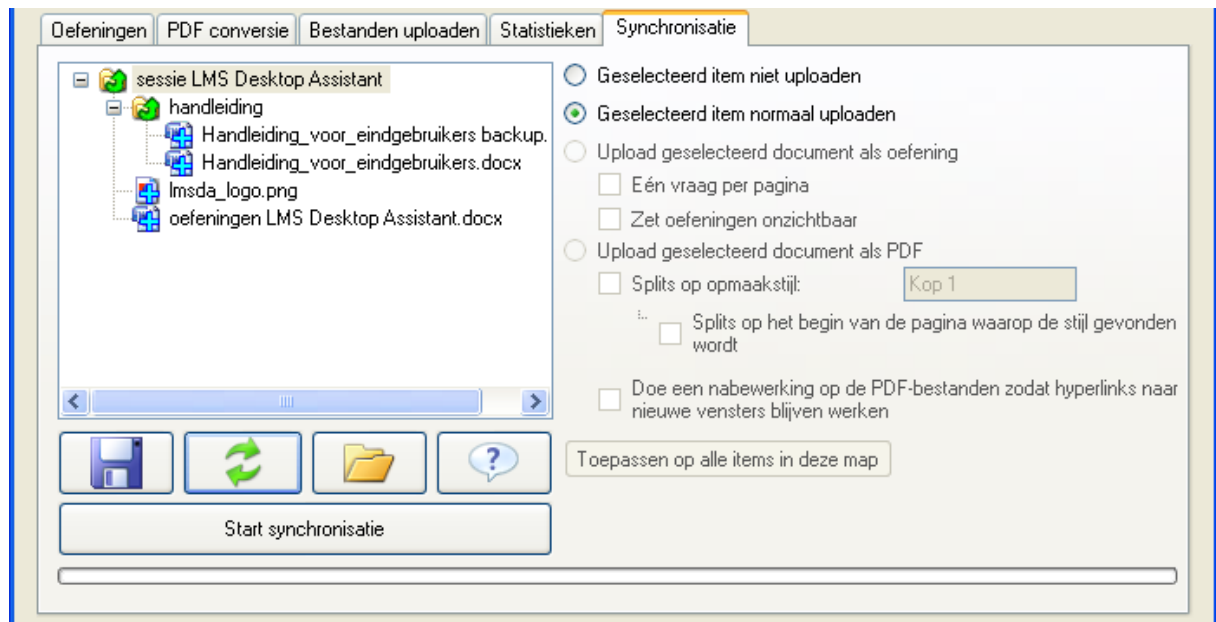 Oefeningen PDF conversie Bestanden uploaden Statistieken Synchronisatie
sessie LMS Desktop Assistant
handleiding
Handleiding_voor_eindgebruikers backup.
Handleiding_voor_eindgebruikers.docx
lmsda_logo.png
oefeningen LMS Desktop Assistant.docx
Start synchronisatie
Geselecteerd item niet uploaden
Geselecteerd item normaal uploaden
Upload geselecteerd document als oefening
Eén vraag per pagina
Zet oefeningen onzichtbaar
Upload geselecteerd document als PDF
Splits op opmaakstijl: Kop 1
Splits op het begin van de pagina waarop de stijl gevonden
wordt
Doe een nabewerking op de PDF-bestanden zodat hyperlinks naar
nieuwe vensters blijven werken
Toepassen op alle items in deze map